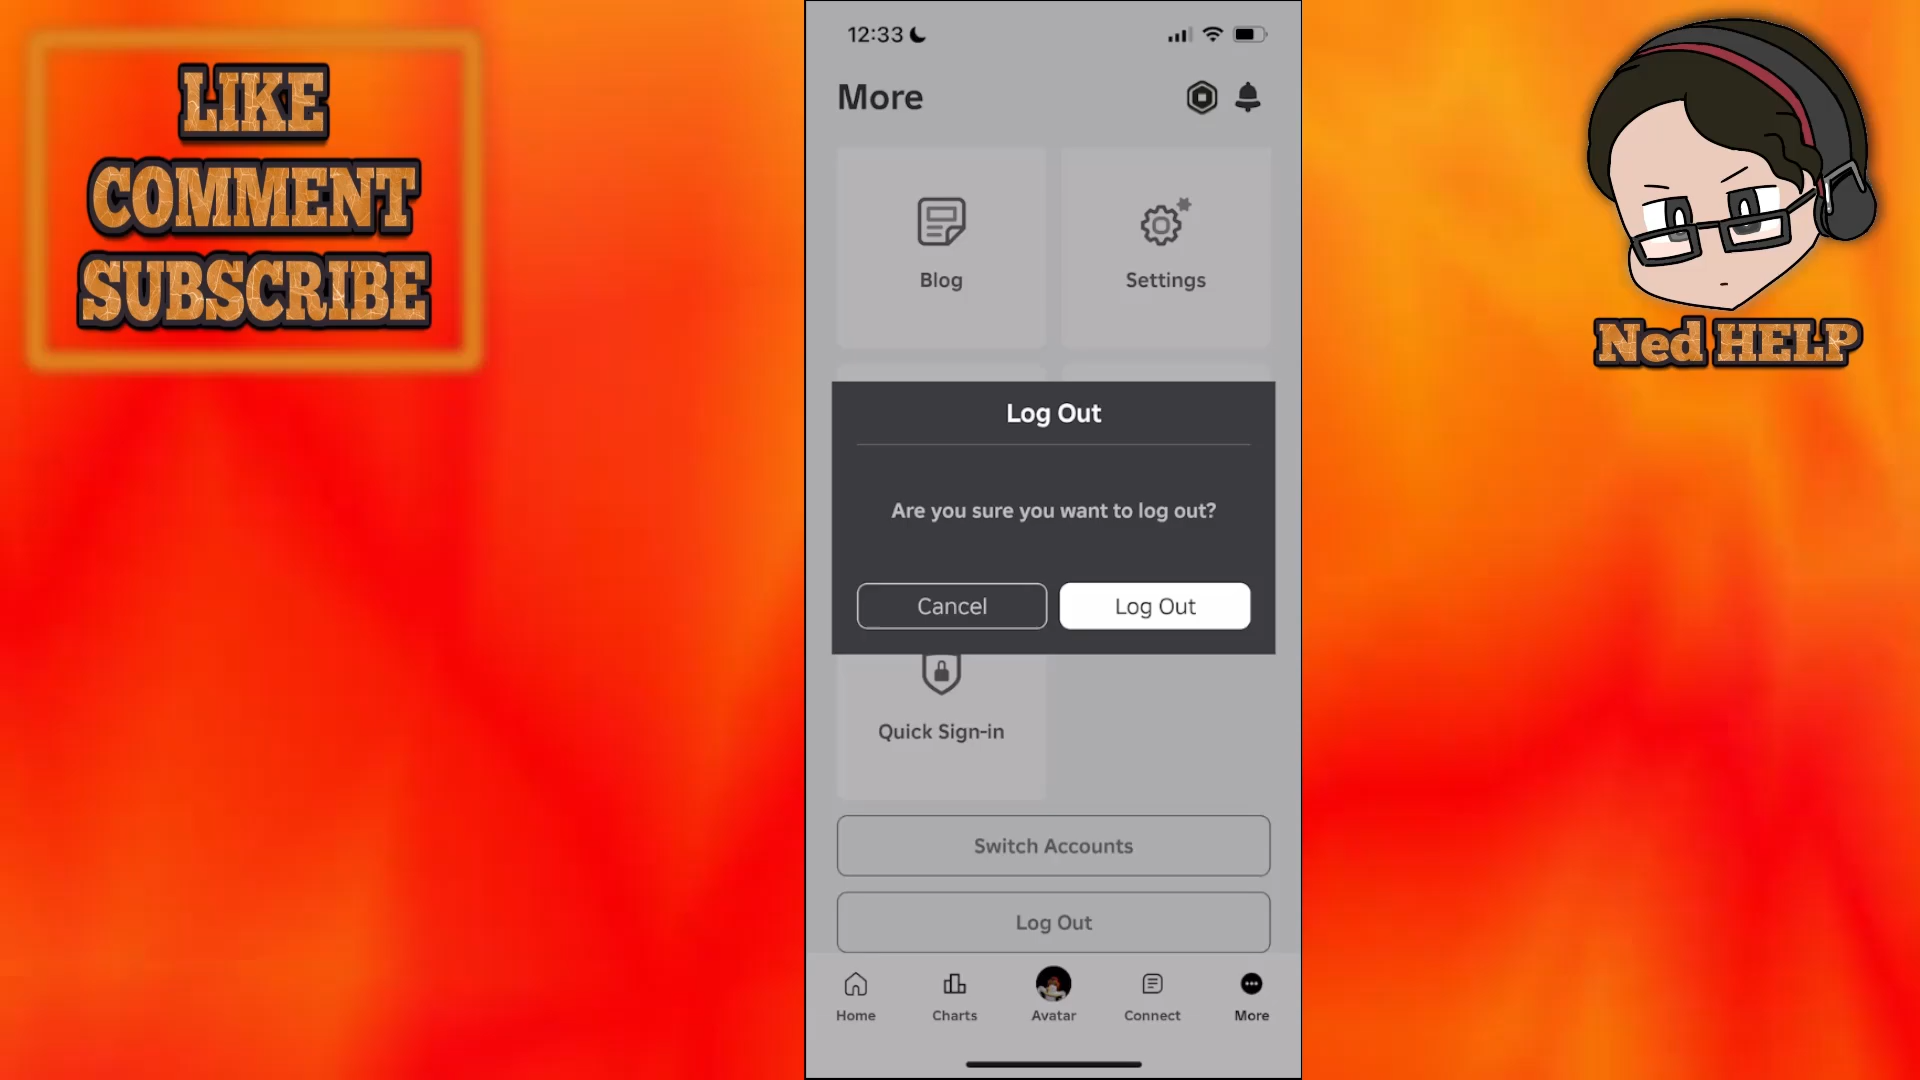 LIKE
COMMENT
SUBSCRIBE
12:33
More
Blog
Settings
Log Out
Are you sure you want to log out?
Cancel
Log Out
Quick Sign-in
Switch Accounts
Log Out
Home
Charts
Avatar
Connect
More
Ned HELP